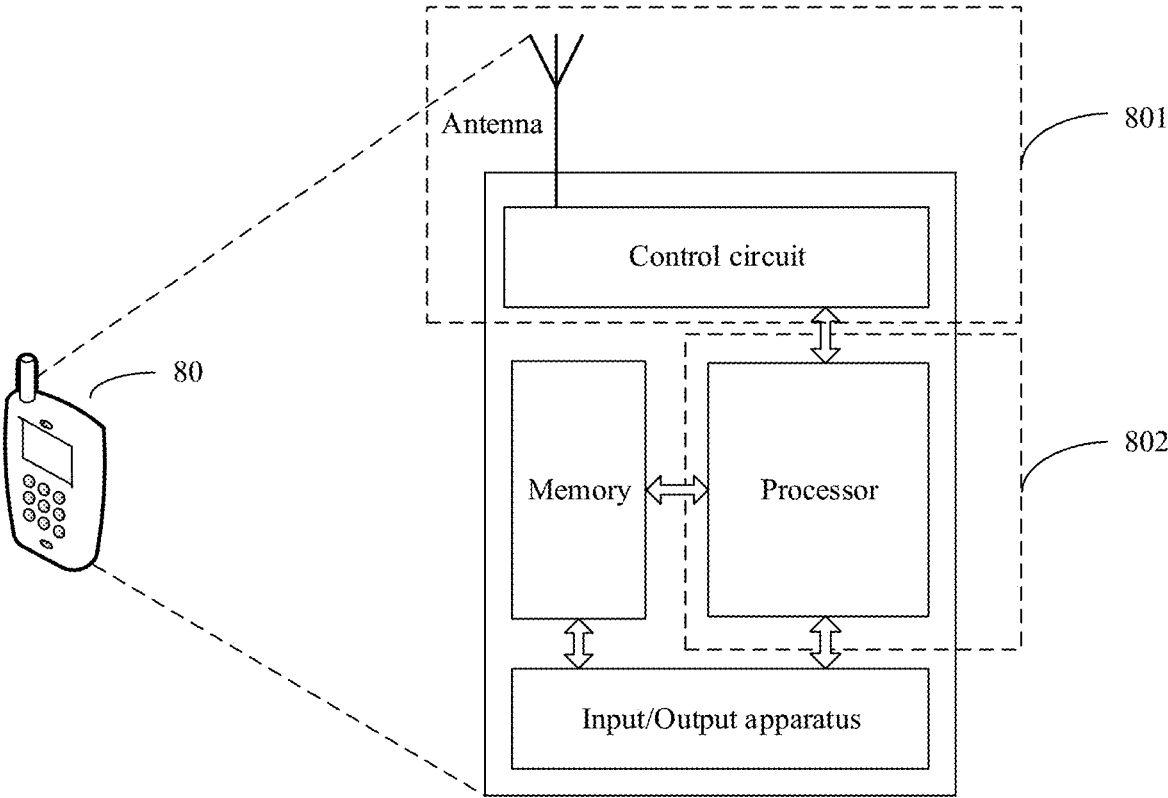 Antenna
801
Control circuit
80
802
Memory
Processor
Input/Output apparatus